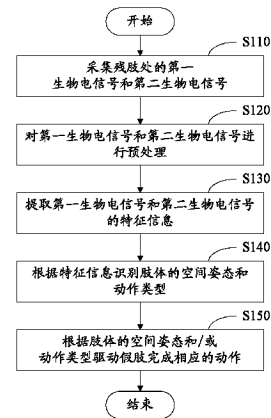 开始
S110
采集残肢处的第一
生物电信号和第二生物电信号
S120
对第一生物电信号和第二生物电信号进
行预处理
S130
提取第一生物电信号和第二生物电信号
的特征信息
S140
根据特征信息识别肢体的空间姿态和
动作类型
S150
根据肢体的空间姿态和/或
动作类型驱动假肢完成相应的动作
结束